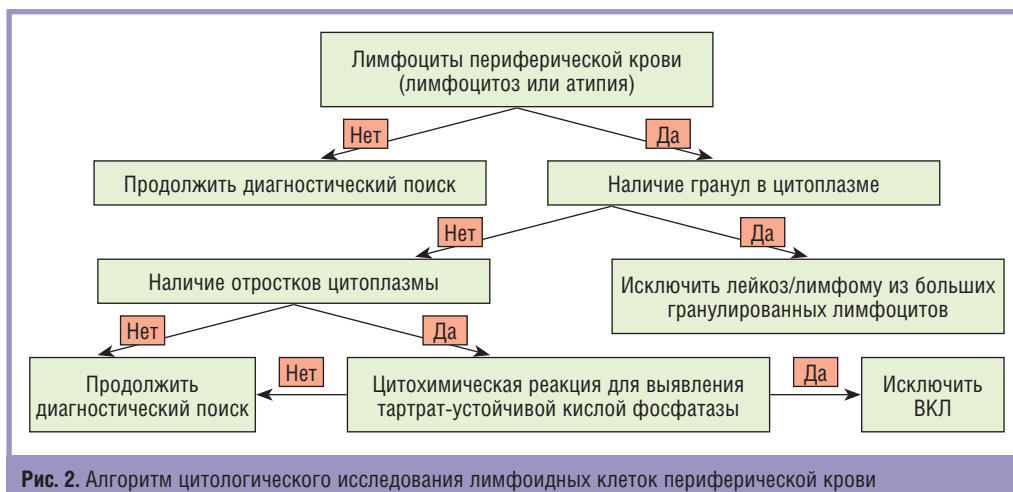 Лимфоциты периферической крови
(лимфоцитоз или атипия)
Нет
Да
Продолжить диагностический поиск
Наличие гранул в цитоплазме
Нет
Да
Наличие отростков цитоплазмы
Исключить лейкоз/лимфому из больших
гранулированных лимфоцитов
Нет
Да
Продолжить
диагностический поиск
Нет
Цитохимическая реакция для выявления
тартрат-устойчивой кислой фосфатазы
Да
Исключить
ВКЛ
Рис. 2. Алгоритм цитологического исследования лимфоидных клеток периферической крови